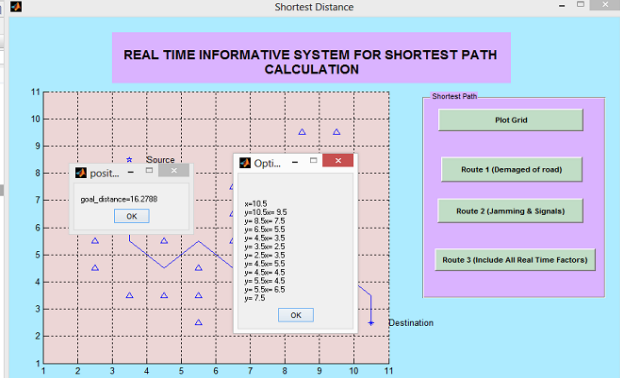 Shortest Distance
REAL TIME INFORMATIVE SYSTEM FOR SHORTEST PATH
CALCULATION
11
10
9
8
7
6
5
4
3
2
1
1 2 3 4 5 6 7 8 9 10 11
Source
Destination
posit...
goal_distance=16.2788
OK
Opti...
x=10.5
y=10.5x= 9.5
y= 8.5x= 7.5
y= 6.5x= 5.5
y= 4.5x= 3.5
y= 3.5x= 2.5
y= 2.5x= 3.5
y= 4.5x= 5.5
y= 4.5x= 4.5
y= 5.5x= 4.5
y= 5.5x= 6.5
y= 7.5
OK
Shortest Path
Plot Grid
Route 1 (Demaged of road)
Route 2 (Jamming & Signals)
Route 3 (Include All Real Time Factors)